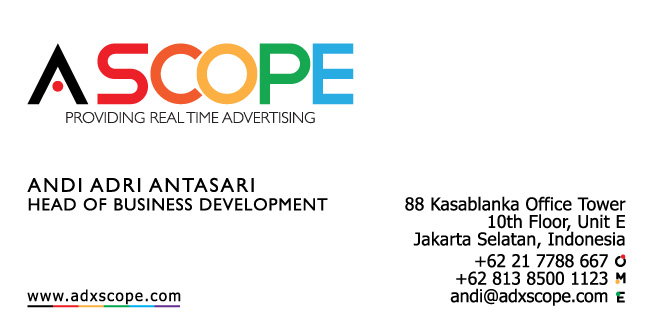 ASCOPE
PROVIDING REAL TIME ADVERTISING
ANDI ADRI ANTASARI
HEAD OF BUSINESS DEVELOPMENT
www.adxscope.com
88 Kasablanka Office Tower
10th Floor, Unit E
Jakarta Selatan, Indonesia
+62 21 7788 667 O
+62 813 8500 1123 M
andi@adxscope.com E